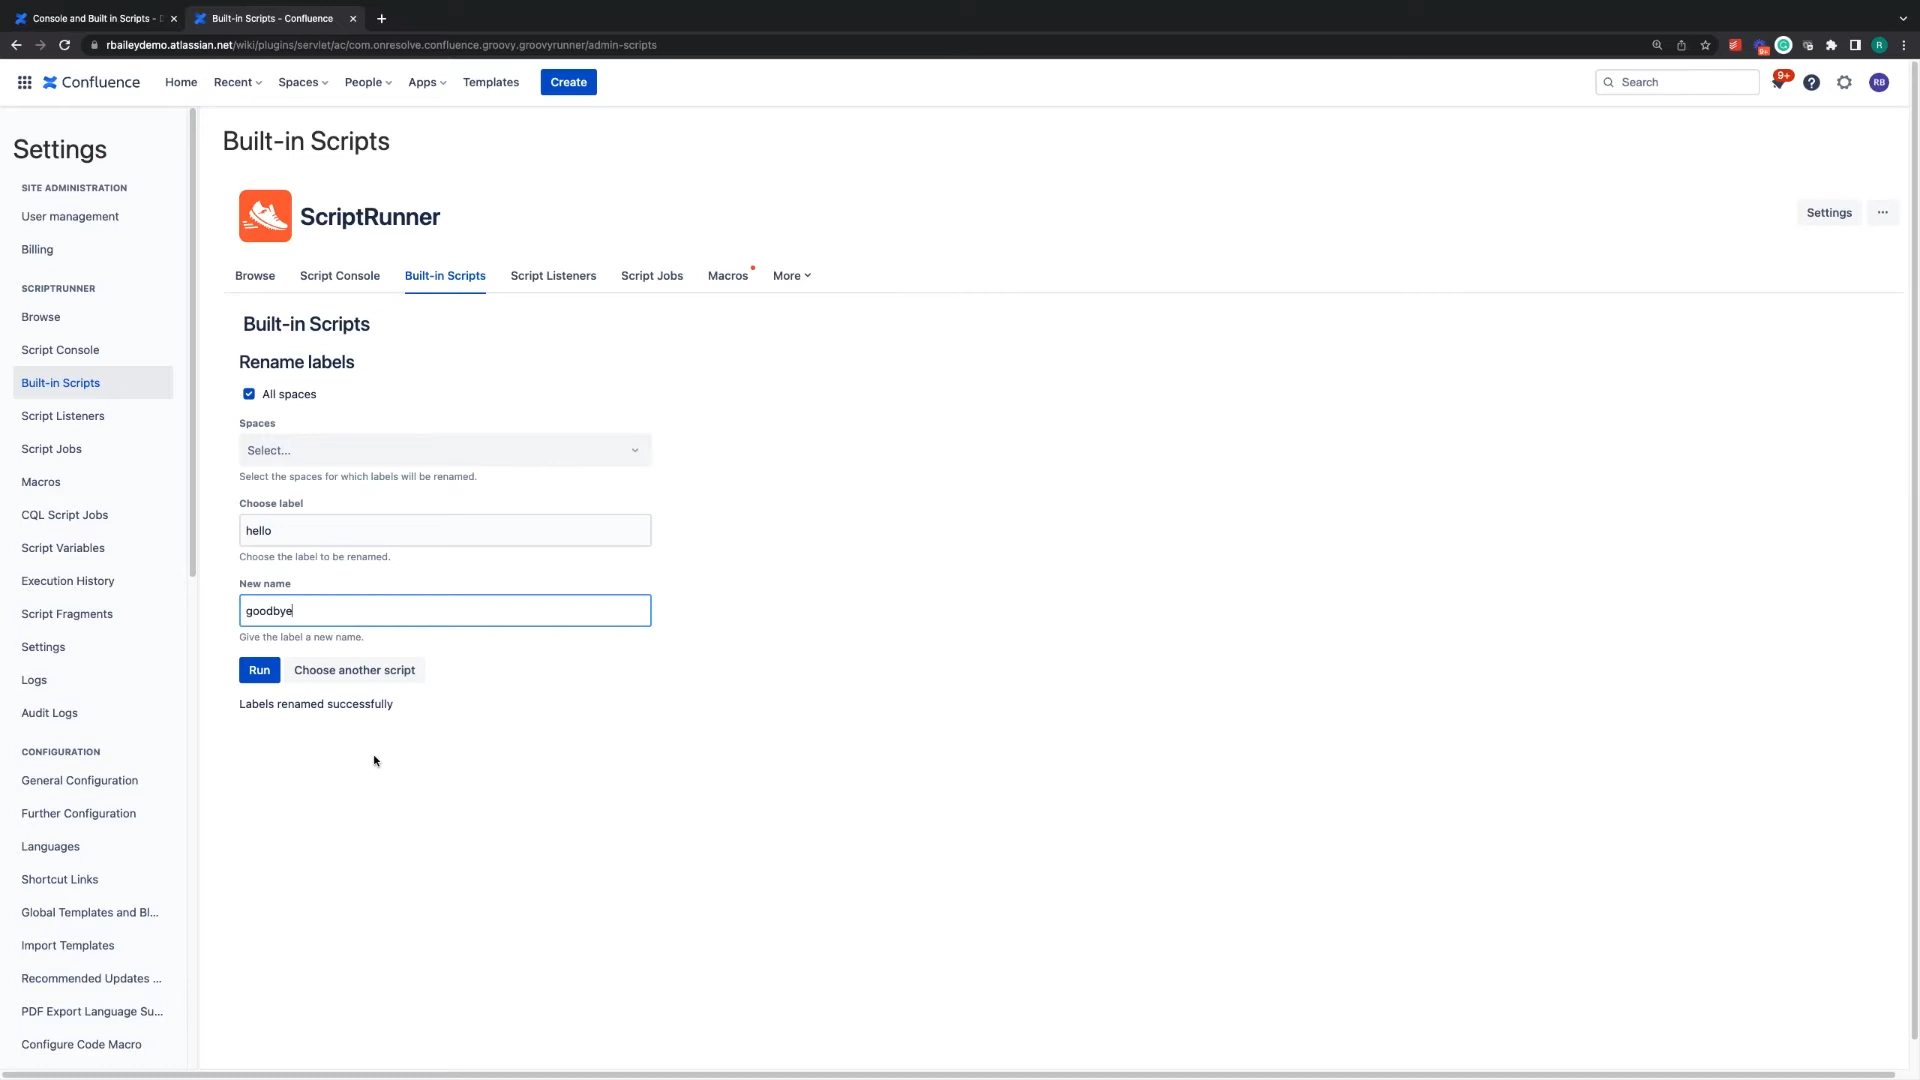 Console and Built in Scripts -
Built-in Scripts - Confluence
rbaileydemo.atlassian.net/wiki/plugins/servlet/ac/com.onresolve.confluence.groovy.groovyrunner/admin-scripts
9+
R
Confluence
Home
Recent
Spaces
People
Apps
Templates
Create
Search
9+
RB
Settings
SITE ADMINISTRATION
User management
Billing
SCRIPTRUNNER
Browse
Script Console
Built-in Scripts
Script Listeners
Script Jobs
Macros
CQL Script Jobs
Script Variables
Execution History
Script Fragments
Settings
Logs
Audit Logs
CONFIGURATION
General Configuration
Further Configuration
Languages
Shortcut Links
Global Templates and Bl...
Import Templates
Recommended Updates ...
PDF Export Language Su...
Configure Code Macro
Built-in Scripts
ScriptRunner
Settings
...
Browse
Script Console
Built-in Scripts
Script Listeners
Script Jobs
Macros
More
Built-in Scripts
Rename labels
All spaces
Spaces
Select...
Select the spaces for which labels will be renamed.
Choose label
hello
Choose the label to be renamed.
New name
goodbye
Give the label a new name.
Run
Choose another script
Labels renamed successfully